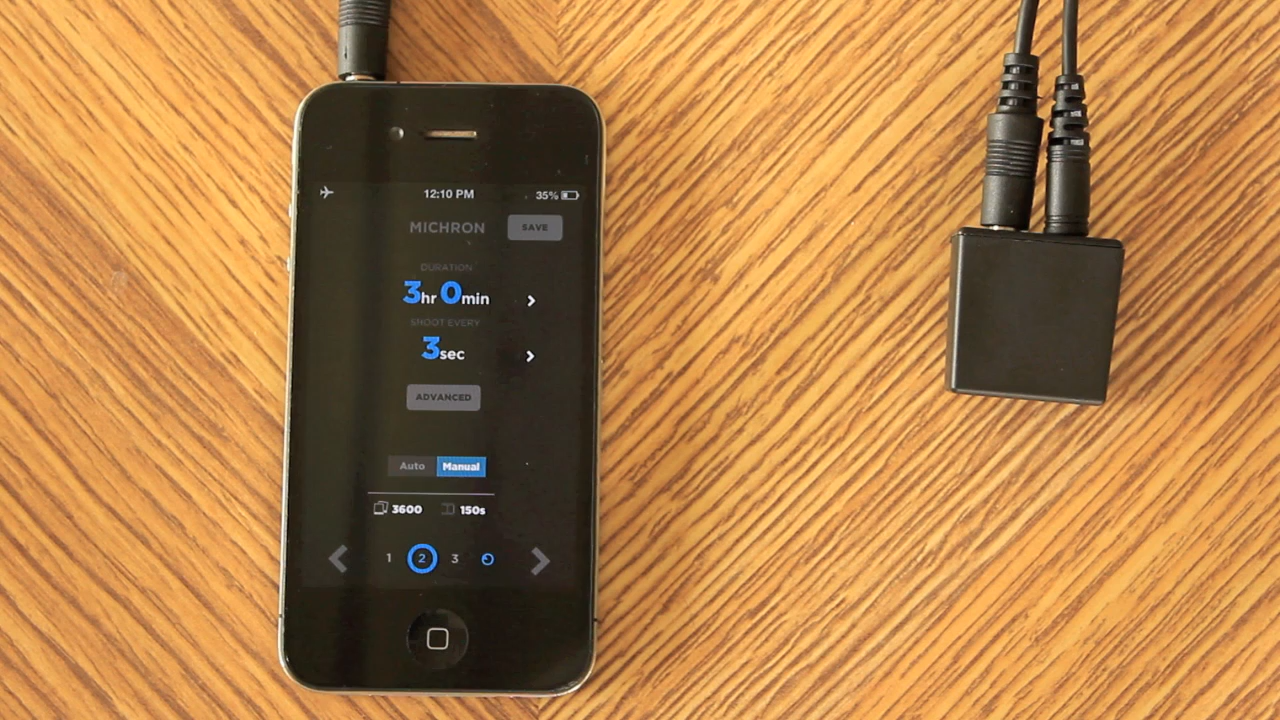 12:10 PM 35%
MICHRON SAVE
DURATION
3hr 0min
SHOOT EVERY
3sec
ADVANCED
Auto Manual
3600 150s
1 2 3